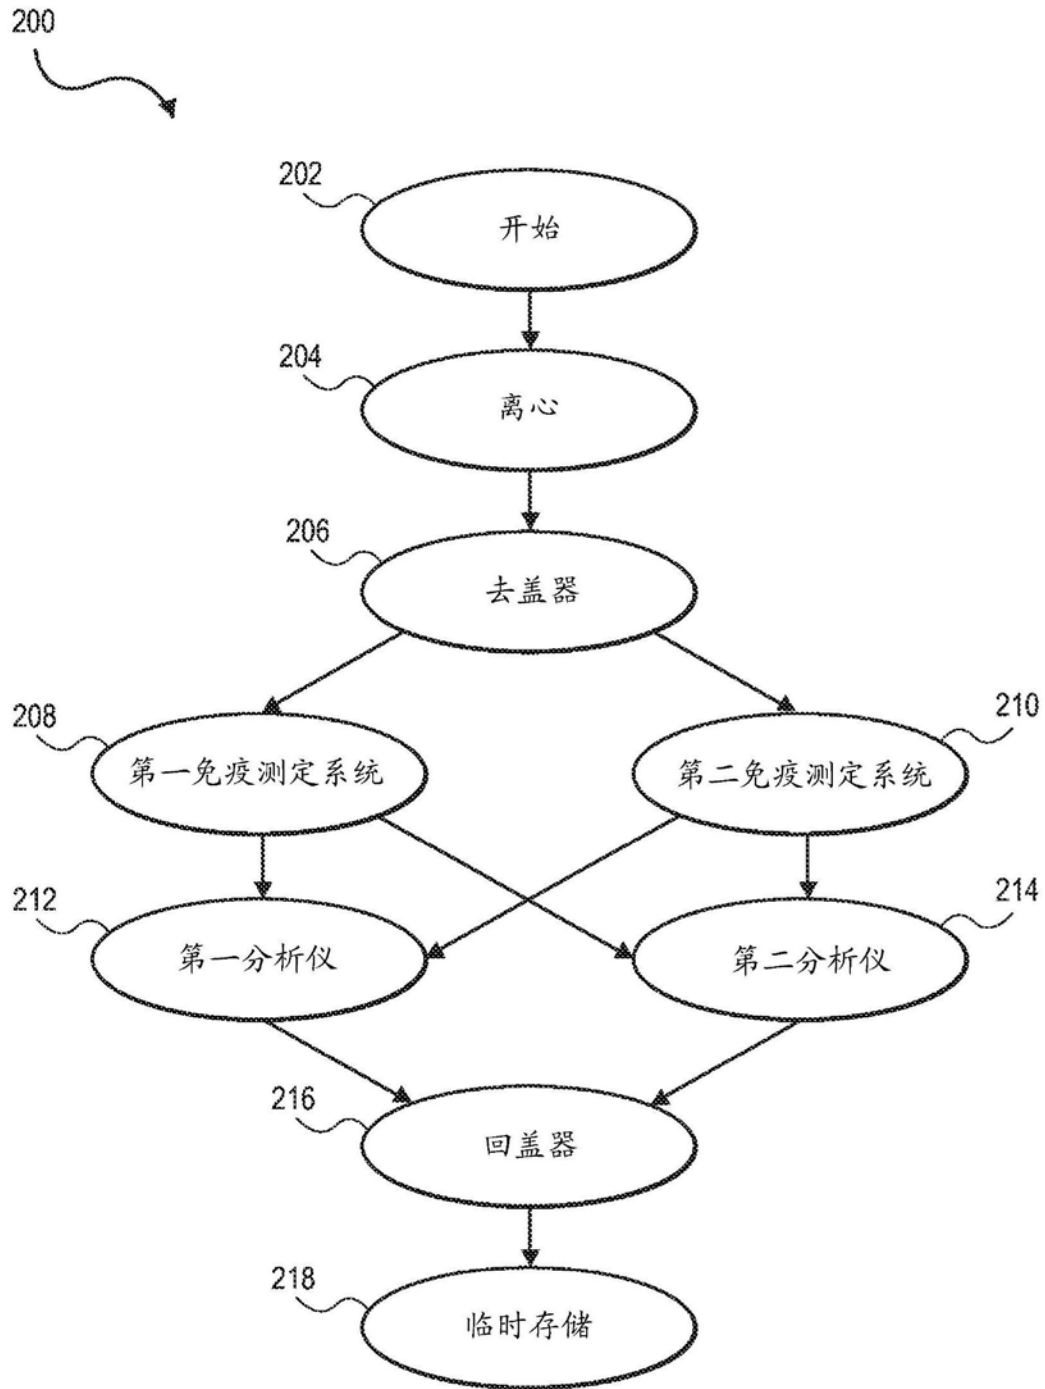 200
202
开始
204
离心
206
去盖器
208
第一免疫测定系统
210
第二免疫测定系统
212
第一分析仪
214
第二分析仪
216
回盖器
218
临时存储